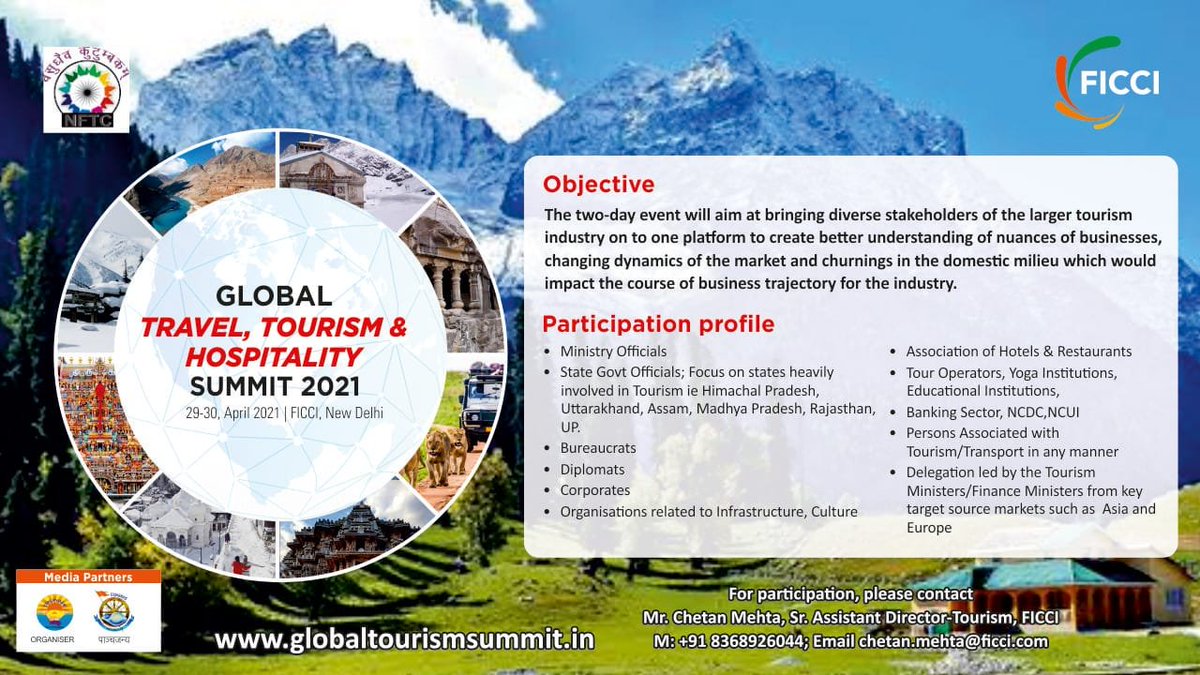 वसुधैव कुटुम्बकम्
NFTC
FICCI
GLOBAL
TRAVEL, TOURISM &
HOSPITALITY
SUMMIT 2021
29-30, April 2021 | FICCI, New Delhi
Objective
The two-day event will aim at bringing diverse stakeholders of the larger tourism
industry on to one platform to create better understanding of nuances of businesses,
changing dynamics of the market and churnings in the domestic milieu which would
impact the course of business trajectory for the industry.
Participation profile
• Ministry Officials
• State Govt Officials; Focus on states heavily
involved in Tourism ie Himachal Pradesh,
Uttarakhand, Assam, Madhya Pradesh, Rajasthan,
UP.
• Bureaucrats
• Diplomats
• Corporates
• Organisations related to Infrastructure, Culture
• Association of Hotels & Restaurants
• Tour Operators, Yoga Institutions,
Educational Institutions,
• Banking Sector, NCDC,NCUI
• Persons Associated with
Tourism/Transport in any manner
• Delegation led by the Tourism
Ministers/Finance Ministers from key
target source markets such as Asia and
Europe
Media Partners
ORGANISER
पाञ्चजन्य
www.globaltourismsummit.in
For participation, please contact
Mr. Chetan Mehta, Sr. Assistant Director-Tourism, FICCI
M: +91 8368926044; Email chetan.mehta@ficci.com